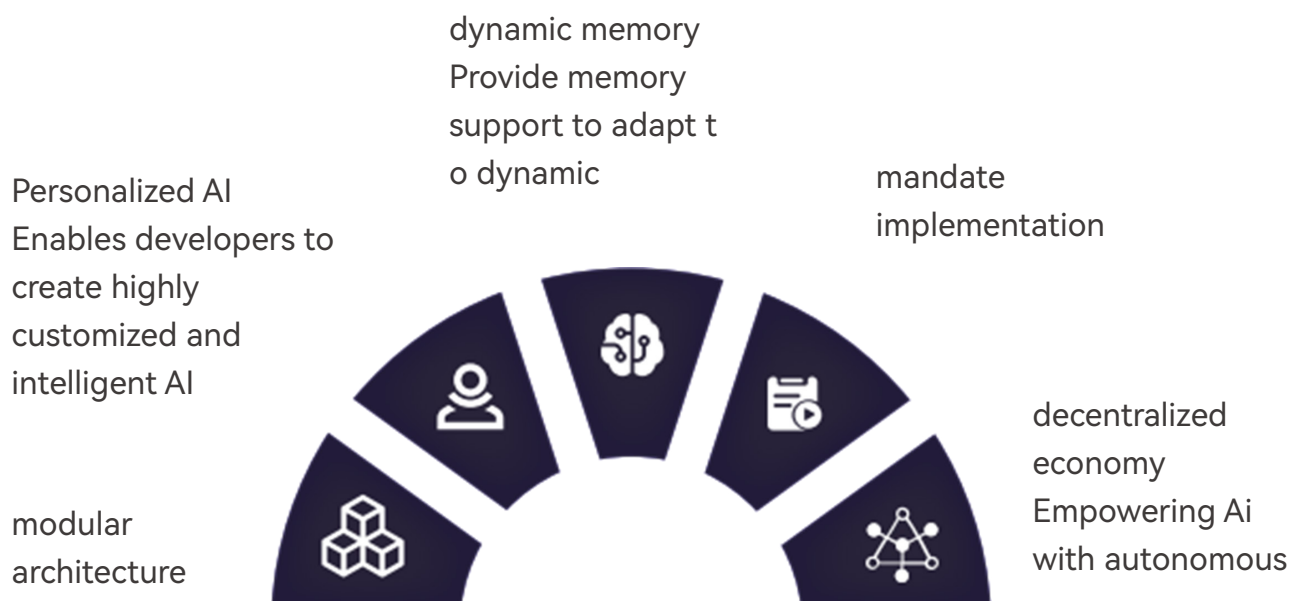 dynamic memory
Provide memory
support to adapt t
o dynamic
Personalized AI
Enables developers to
create highly
customized and
intelligent AI
mandate
implementation
modular
architecture
decentralized
economy
Empowering Ai
with autonomous